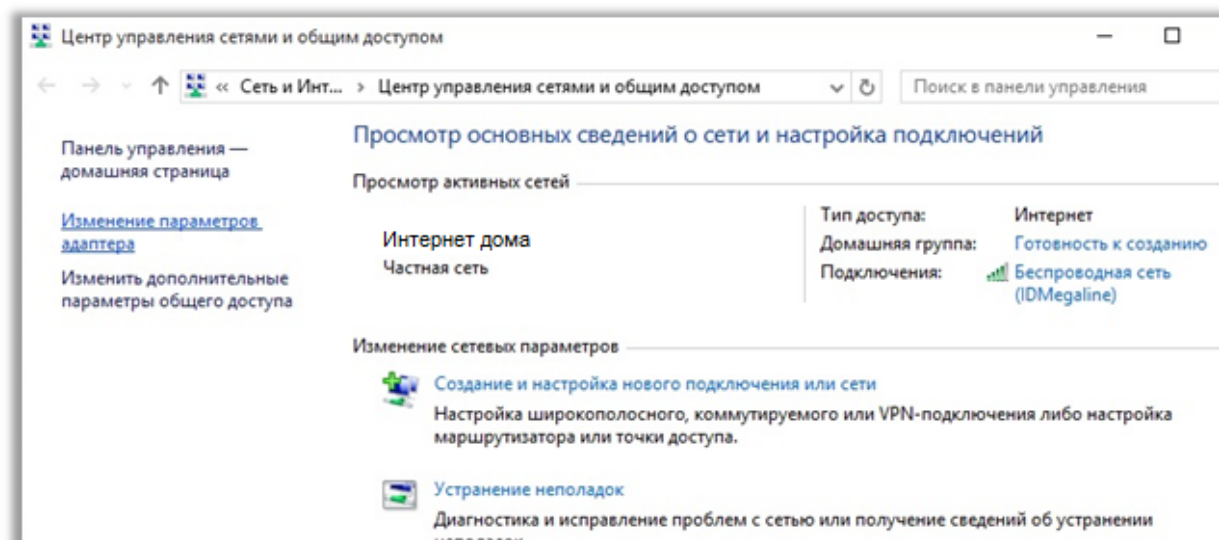 Центр управления сетями и общим доступом
« Сеть и Инт... › Центр управления сетями и общим доступом
Поиск в панели управления
Панель управления —
домашняя страница
Изменение параметров
адаптера
Изменить дополнительные
параметры общего доступа
Просмотр основных сведений о сети и настройка подключений
Просмотр активных сетей
Интернет дома
Частная сеть
Тип доступа: Интернет
Домашняя группа: Готовность к созданию
Подключения: Беспроводная сеть
(IDMegaline)
Изменение сетевых параметров
Создание и настройка нового подключения или сети
Настройка широкополосного, коммутируемого или VPN-подключения либо настройка
маршрутизатора или точки доступа.
Устранение неполадок
Диагностика и исправление проблем с сетью или получение сведений об устранении